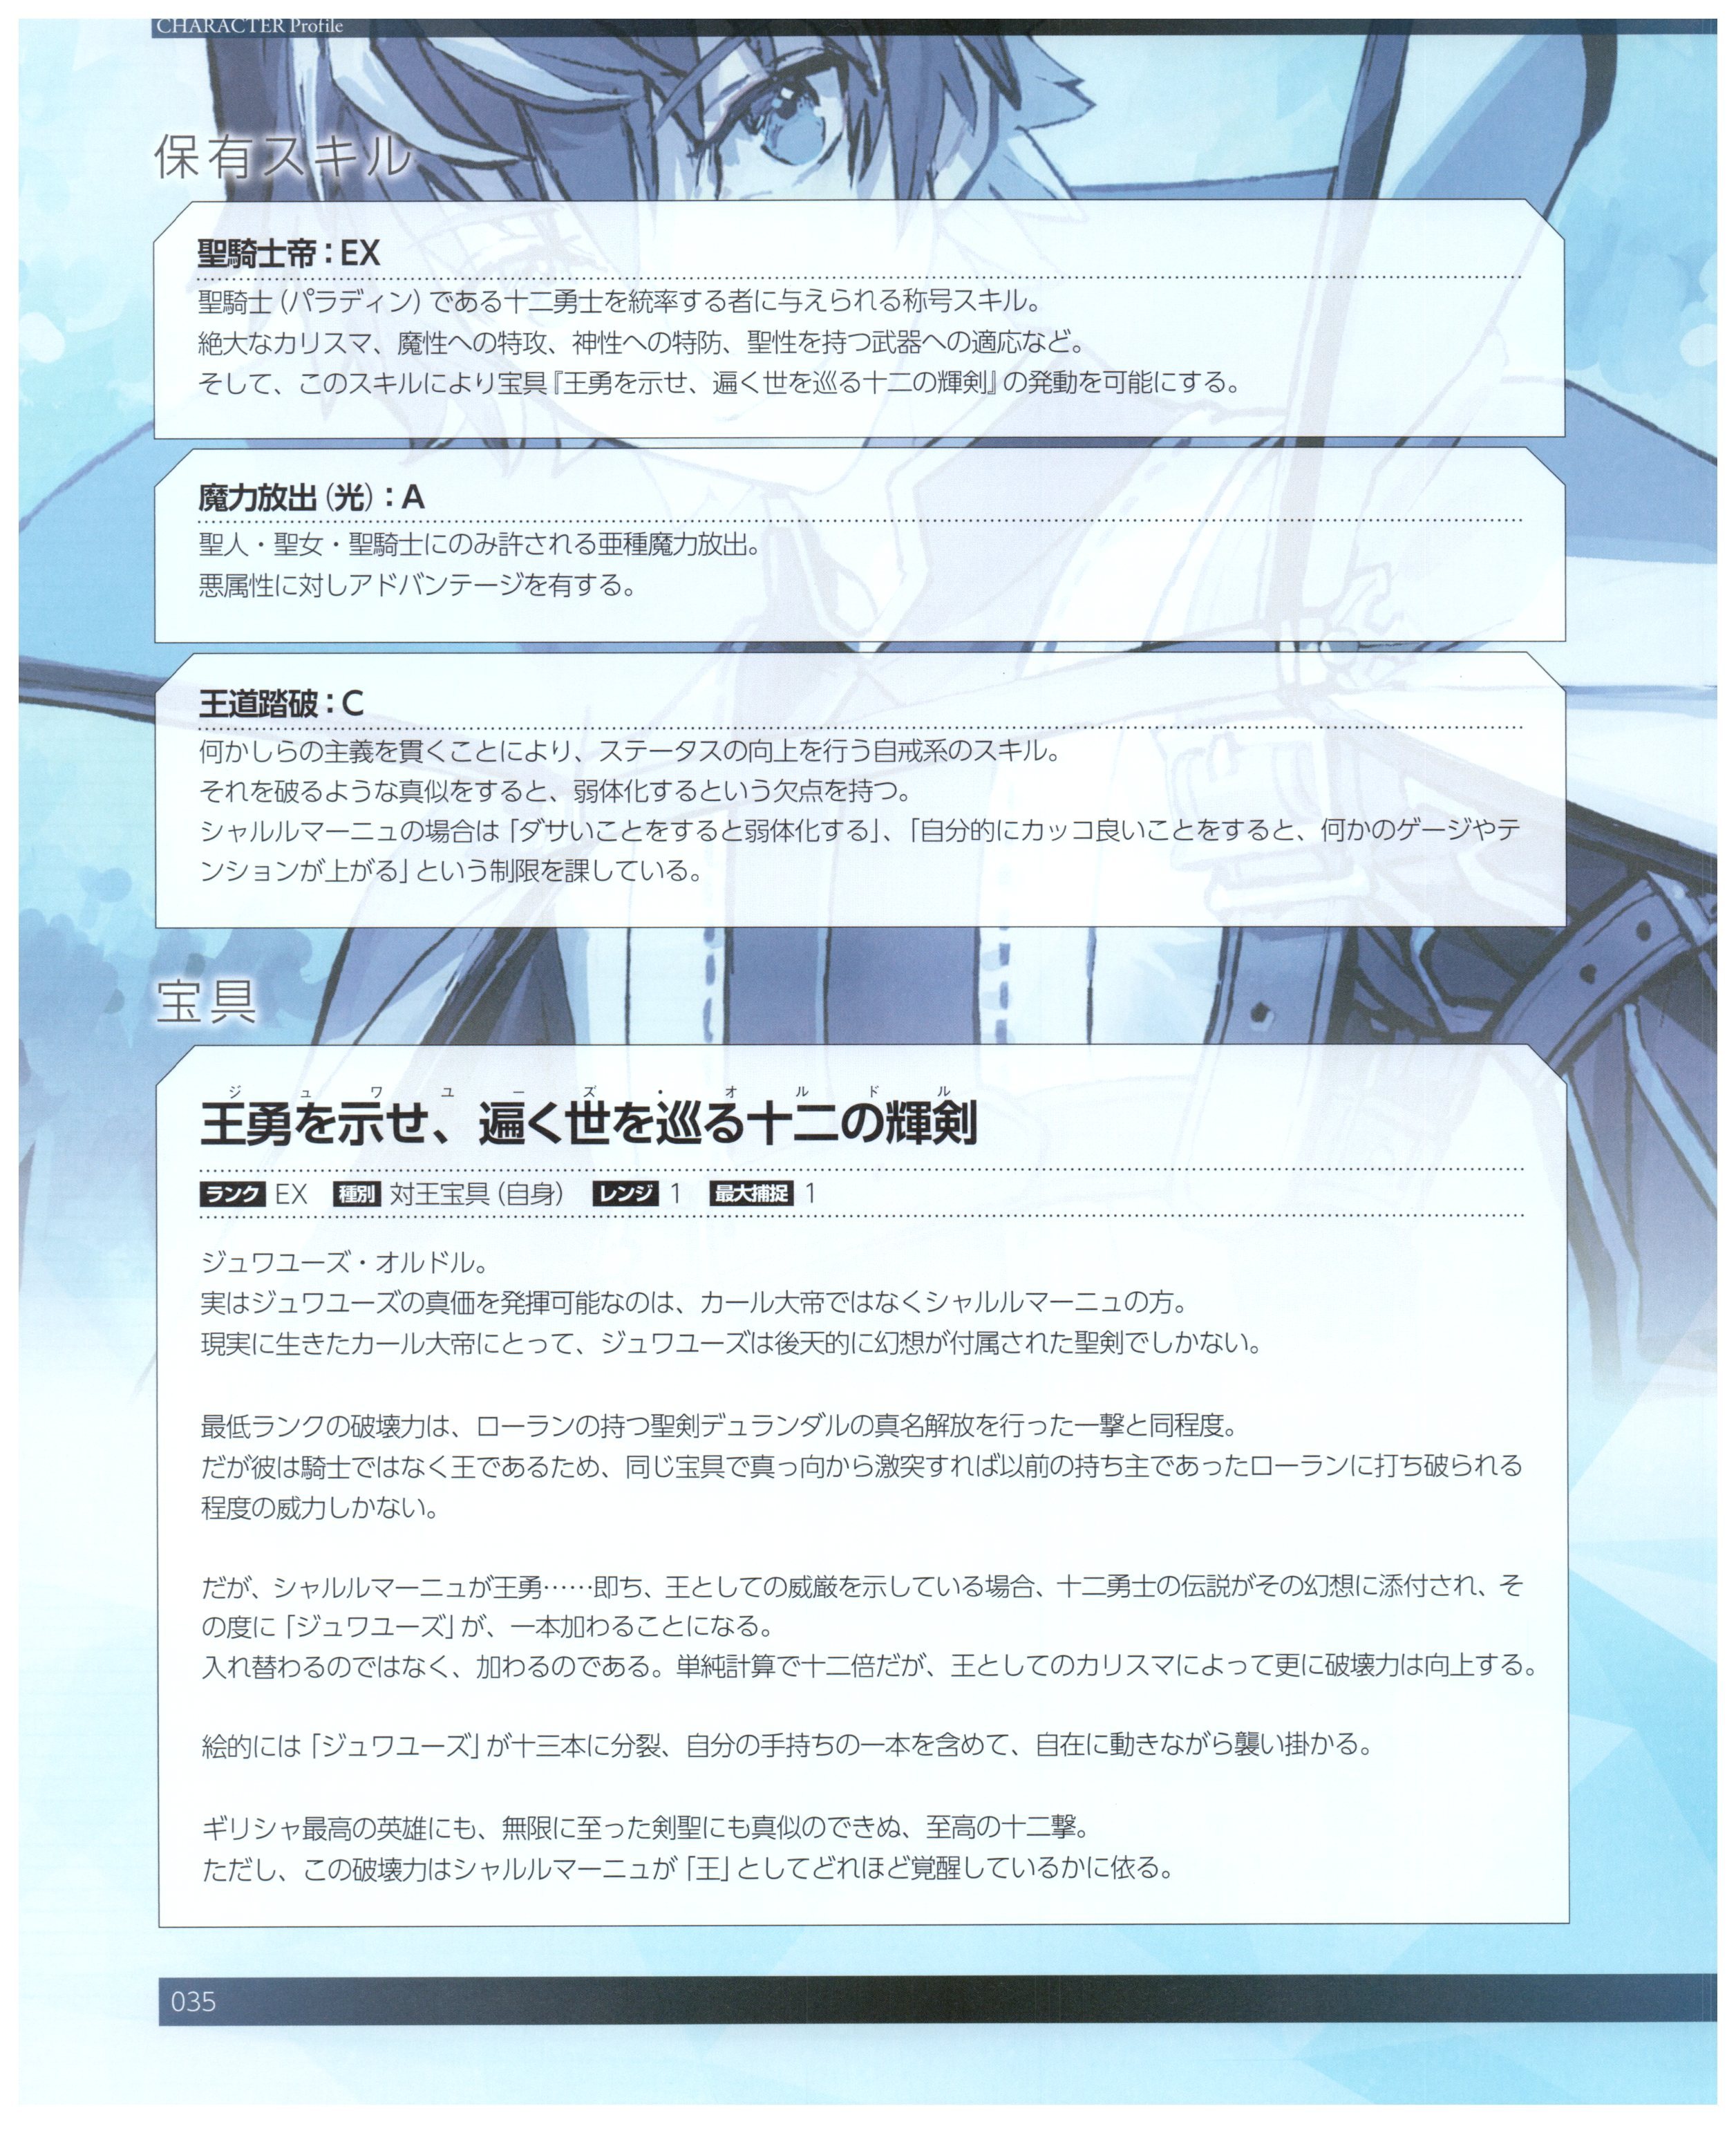 CHARACTER Profile
保有スキル
聖騎士帝：EX
聖騎士（パラディン）である十二勇士を統率する者に与えられる称号スキル。
絶大なカリスマ、魔性への特攻、神性への特防、聖性を持つ武器への適応など。
そして、このスキルにより宝具『王勇を示せ、遍く世を巡る十二の輝剣』の発動を可能にする。
魔力放出（光）：A
聖人・聖女・聖騎士にのみ許される亜種魔力放出。
悪属性に対しアドバンテージを有する。
王道踏破：C
何かしらの主義を貫くことにより、ステータスの向上を行う自戒系のスキル。
それを破るような真似をすると、弱体化するという欠点を持つ。
シャルルマーニュの場合は「ダサいことをすると弱体化する」、「自分的にカッコ良いことをすると、何かのゲージやテ
ンションが上がる」という制限を課している。
宝具
ジュワユーズ・オルドル
王勇を示せ、遍く世を巡る十二の輝剣
ランク EX 種別 対王宝具（自身） レンジ 1 最大捕捉 1
ジュワユーズ・オルドル。
実はジュワユーズの真価を発揮可能なのは、カール大帝ではなくシャルルマーニュの方。
現実に生きたカール大帝にとって、ジュワユーズは後天的に幻想が付属された聖剣でしかない。
最低ランクの破壊力は、ローランの持つ聖剣デュランダルの真名解放を行った一撃と同程度。
だが彼は騎士ではなく王であるため、同じ宝具で真っ向から激突すれば以前の持ち主であったローランに打ち破られる
程度の威力しかない。
だが、シャルルマーニュが王勇……即ち、王としての威厳を示している場合、十二勇士の伝説がその幻想に添付され、そ
の度に「ジュワユーズ」が、一本加わることになる。
入れ替わるのではなく、加わるのである。単純計算で十二倍だが、王としてのカリスマによって更に破壊力は向上する。
絵的には「ジュワユーズ」が十三本に分裂、自分の手持ちの一本を含めて、自在に動きながら襲い掛かる。
ギリシャ最高の英雄にも、無限に至った剣聖にも真似のできぬ、至高の十二撃。
ただし、この破壊力はシャルルマーニュが「王」としてどれほど覚醒しているかに依る。
035